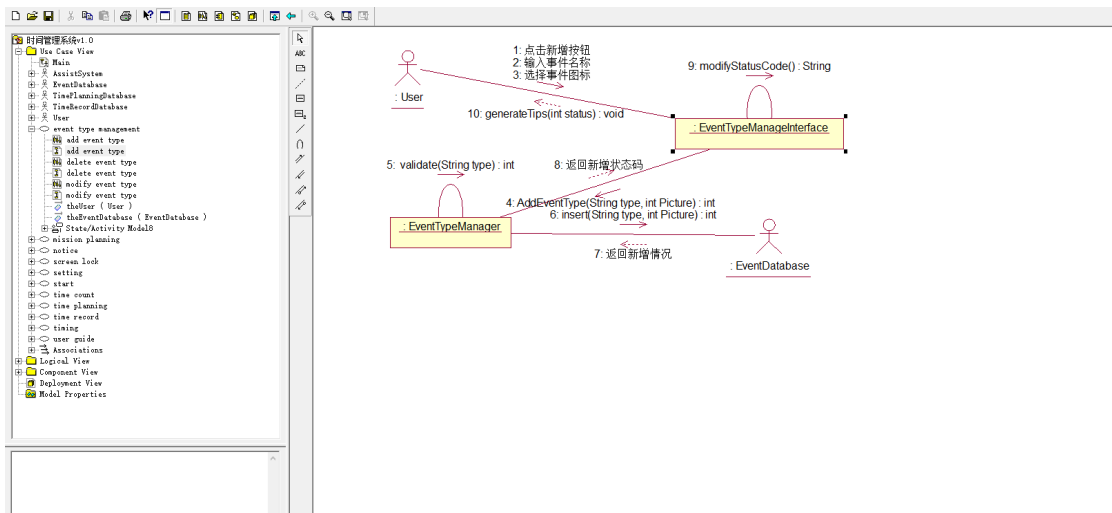 时间管理系统v1.0
Use Case View
Main
AssistSystem
EventDatabase
TimePlanningDatabase
TimeRecordDatabase
User
event type management
add event type
add event type
delete event type
delete event type
modify event type
modify event type
theUser ( User )
theEventDatabase ( EventDatabase )
State/Activity Model8
mission planning
notice
screen lock
setting
start
time count
time planning
time record
timing
user guide
Associations
Logical View
Component View
Deployment View
Model Properties
ABC
1: 点击新增按钮
2: 输入事件名称
3: 选择事件图标
9: modifyStatusCode() : String
: User
10: generateTips(int status) : void
: EventTypeManageInterface
5: validate(String type) : int
8: 返回新增状态码
4: AddEventType(String type, int Picture) : int
6: insert(String type, int Picture) : int
: EventTypeManager
7: 返回新增情况
: EventDatabase